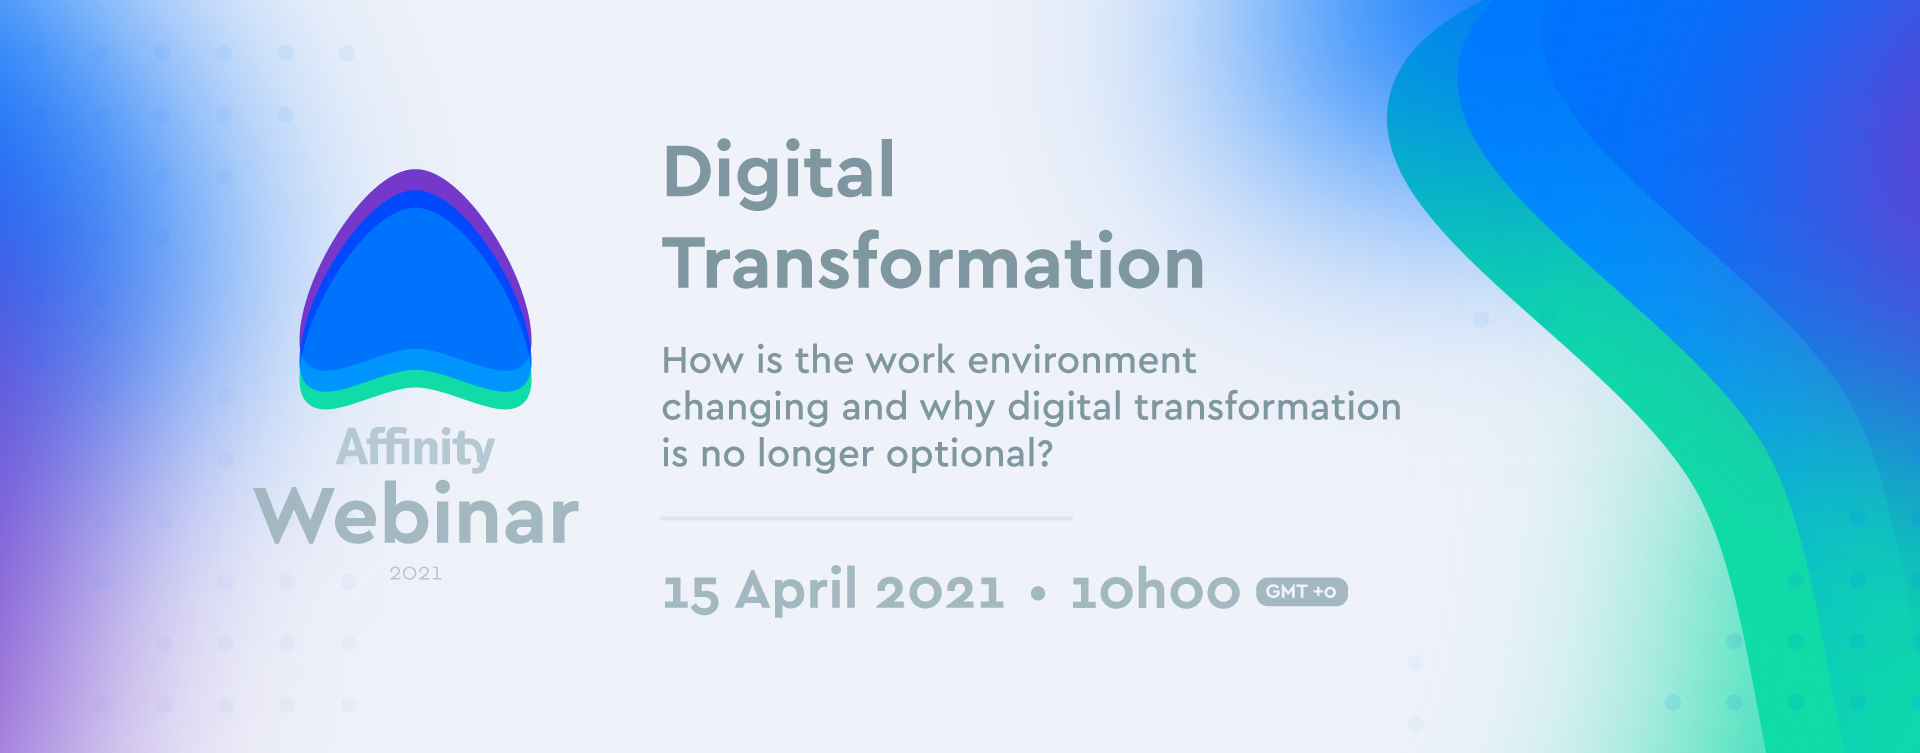 Affinity
Webinar
2021
Digital
Transformation
How is the work environment
changing and why digital transformation
is no longer optional?
15 April 2021 • 10h00 GMT +0